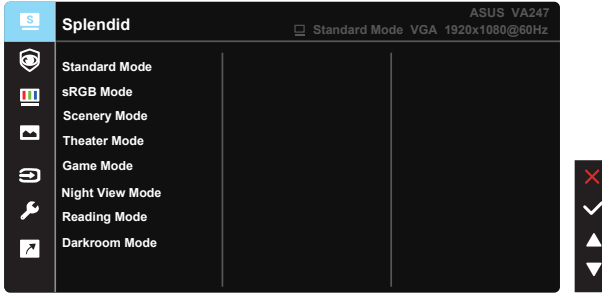 S
Splendid
ASUS VA247
Standard Mode VGA 1920x1080@60Hz
Standard Mode
sRGB Mode
Scenery Mode
Theater Mode
Game Mode
Night View Mode
Reading Mode
Darkroom Mode